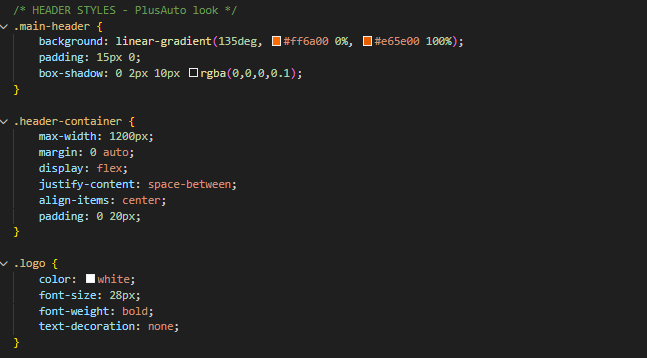 /* HEADER STYLES - PlusAuto look */
.main-header {
background: linear-gradient(135deg, #ff6a00 0%, #e65e00 100%);
padding: 15px 0;
box-shadow: 0 2px 10px rgba(0,0,0,0.1);
}
.header-container {
max-width: 1200px;
margin: 0 auto;
display: flex;
justify-content: space-between;
align-items: center;
padding: 0 20px;
}
.logo {
color: white;
font-size: 28px;
font-weight: bold;
text-decoration: none;
}